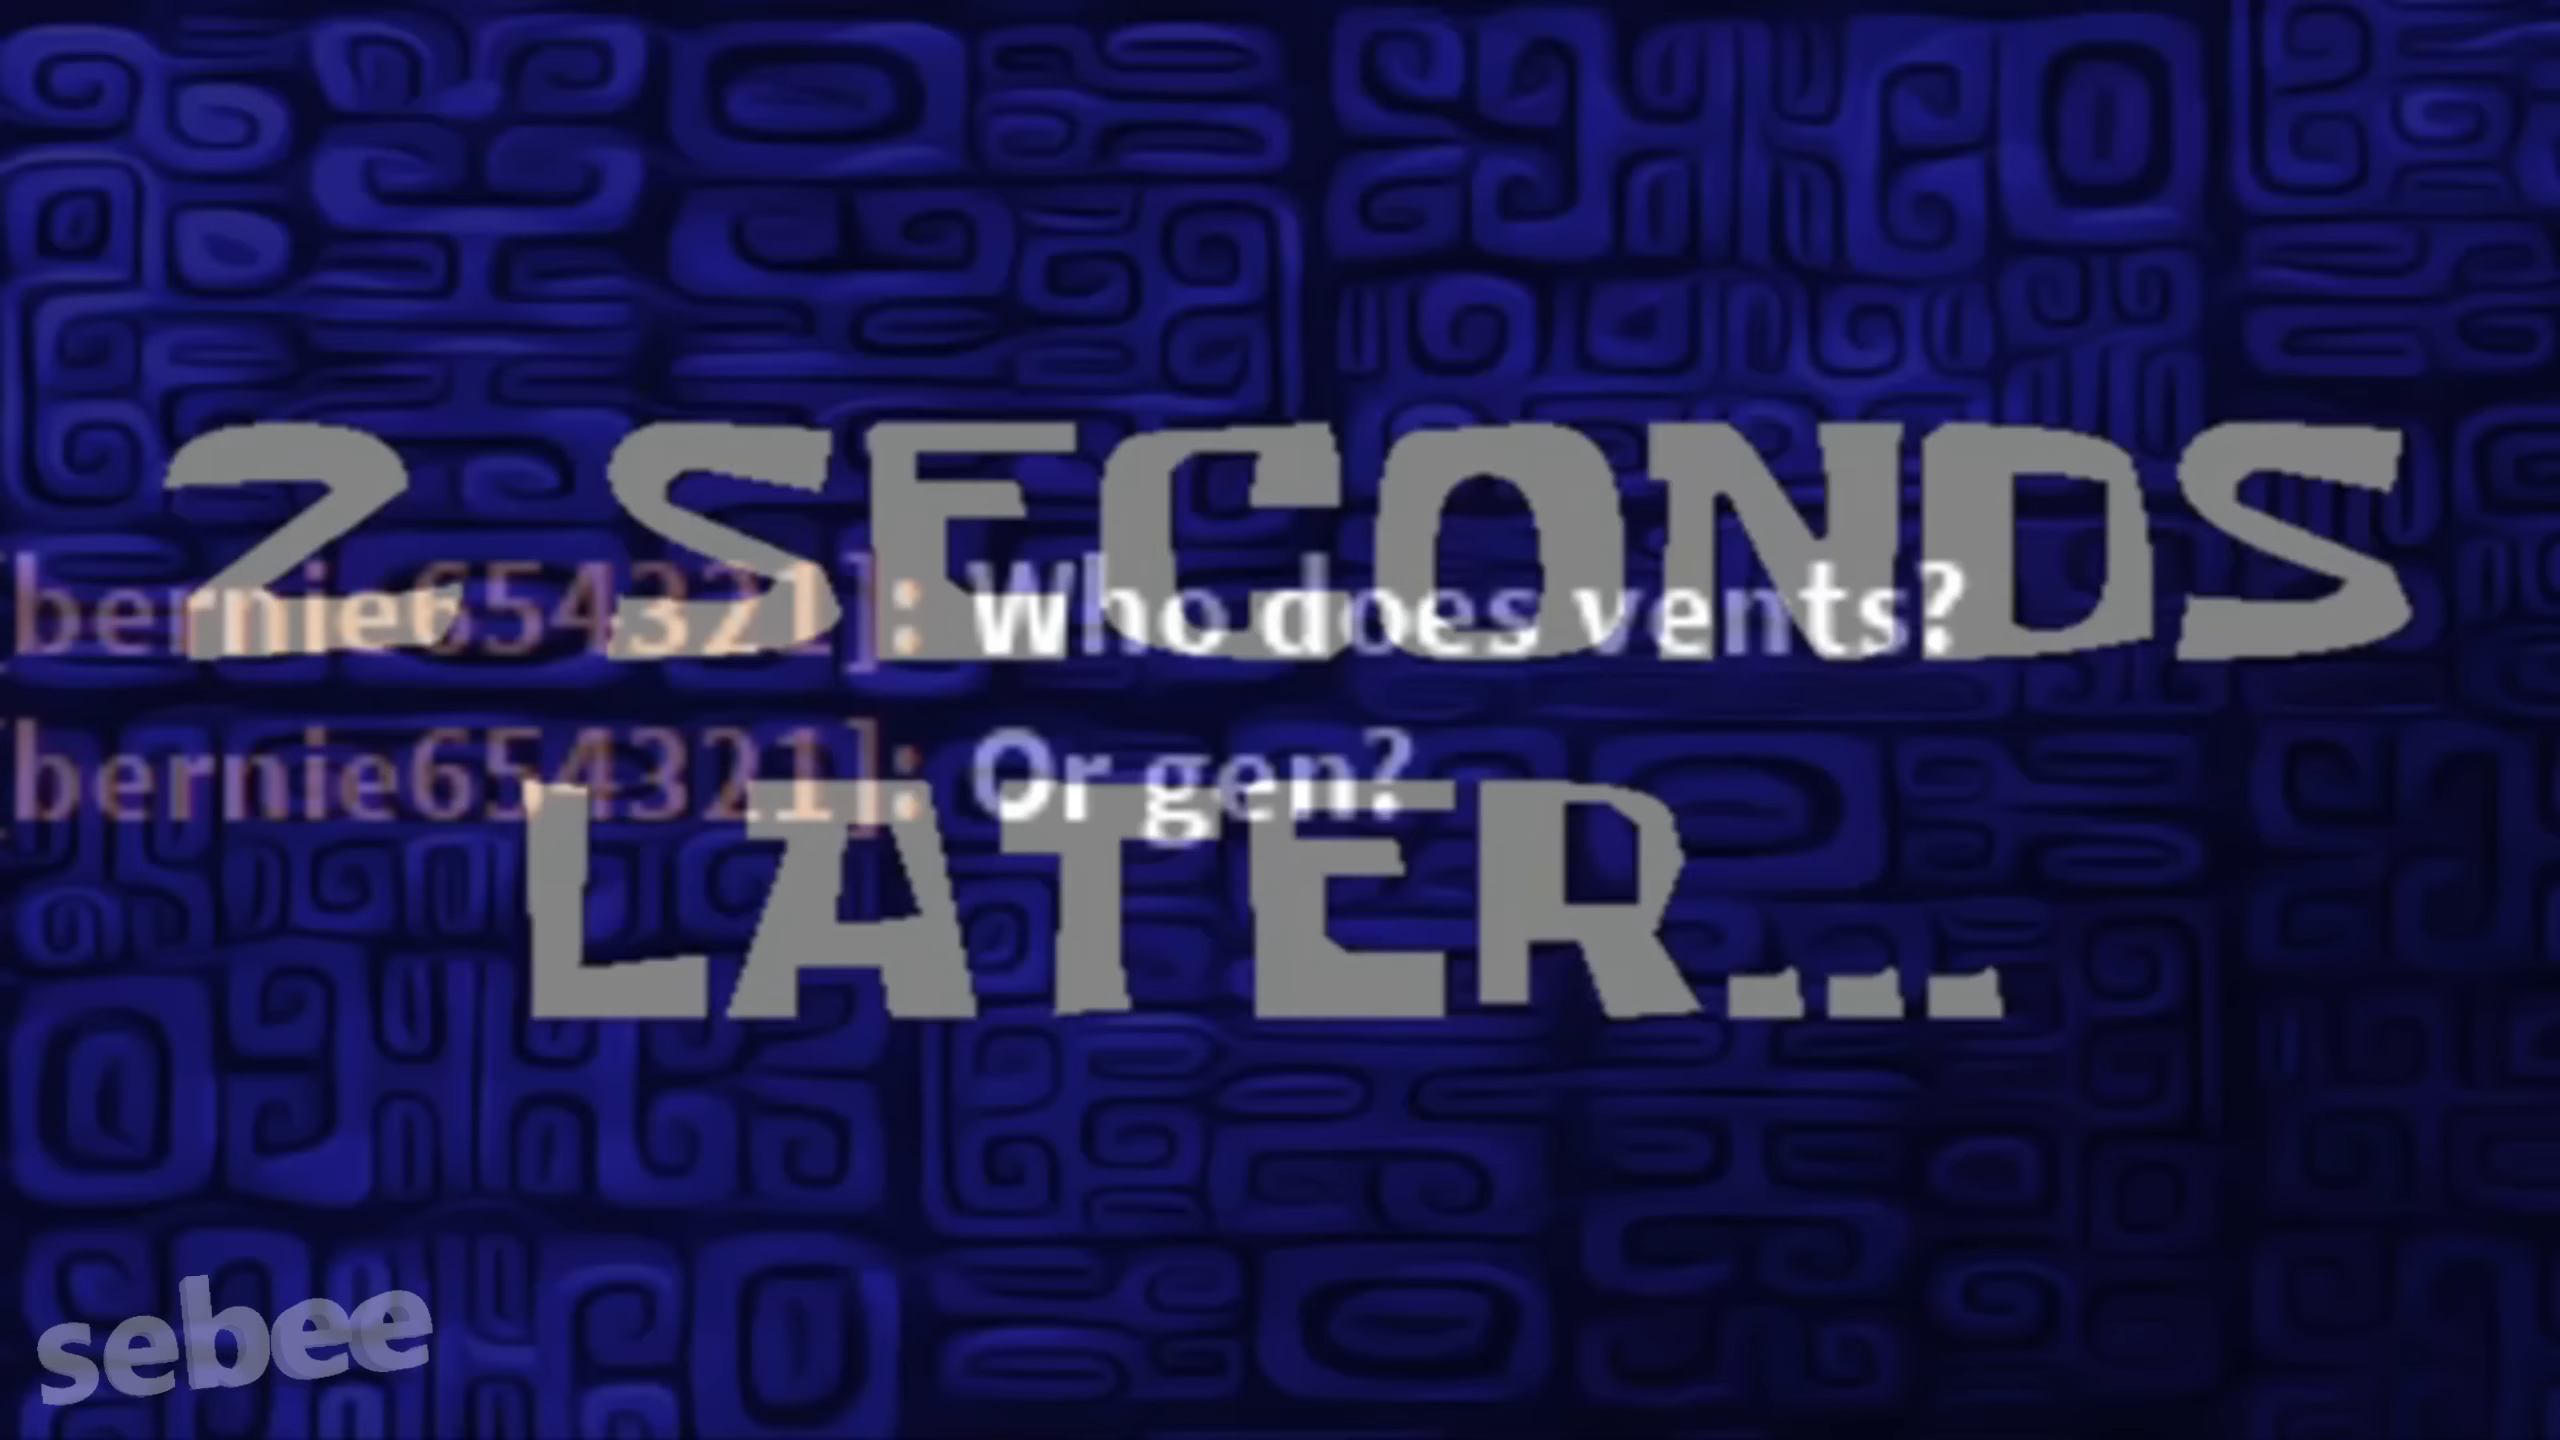 2 SECONDS
[bernie654321]: Who does vents?
[bernie654321]: Or gen?
LATER...
sebee